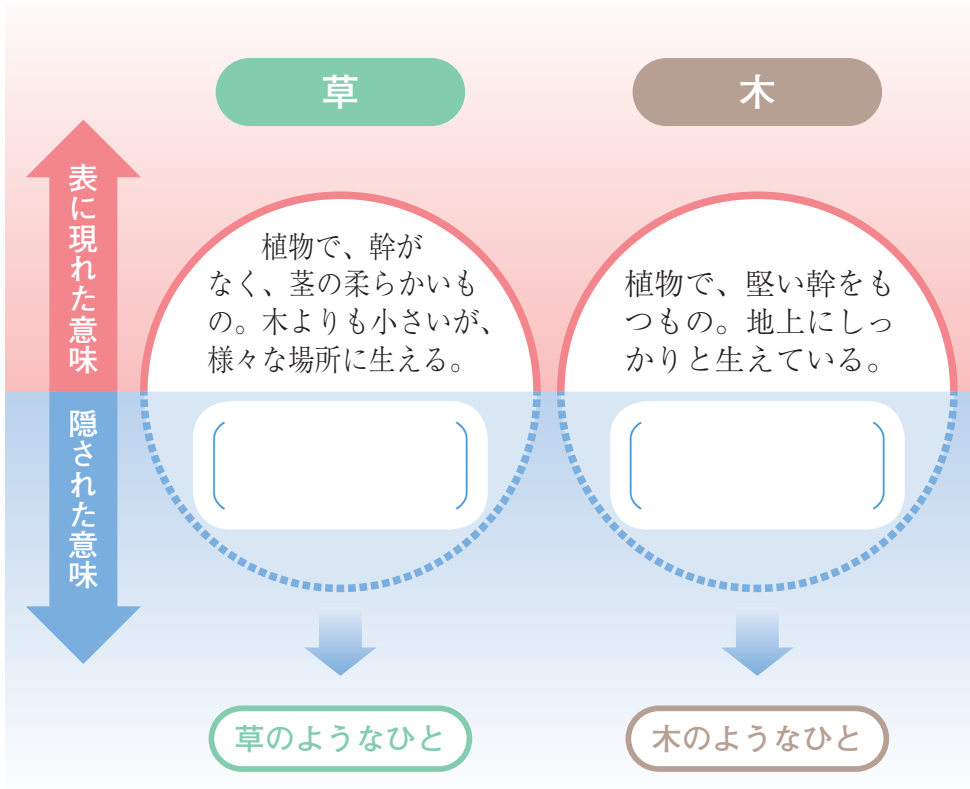 草
木
表に現れた意味
隠された意味
植物で、幹が
なく、茎の柔らかいも
の。木よりも小さいが、
様々な場所に生える。
植物で、堅い幹をも
つもの。地上にしっ
かりと生えている。
草のようなひと
木のようなひと